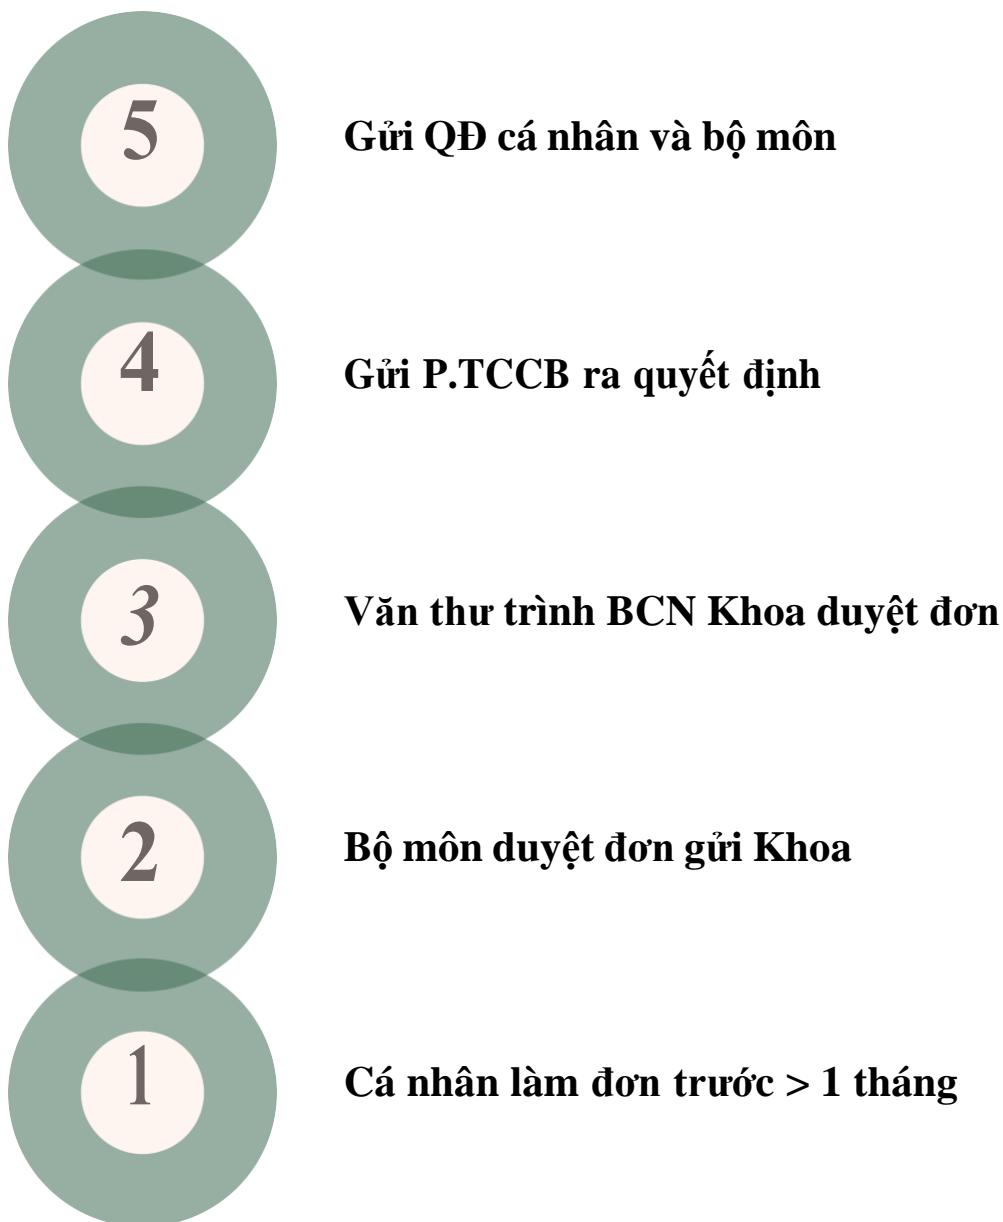 5
Gửi QĐ cá nhân và bộ môn
4
Gửi P.TCCB ra quyết định
3
Văn thư trình BCN Khoa duyệt đơn
2
Bộ môn duyệt đơn gửi Khoa
1
Cá nhân làm đơn trước > 1 tháng